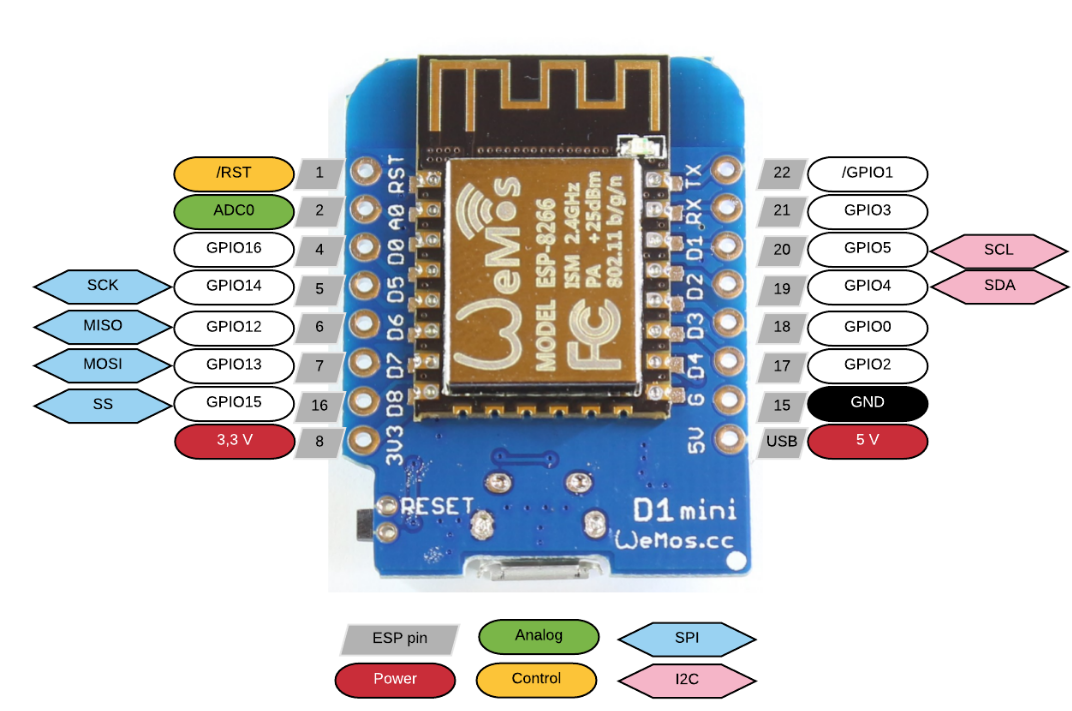 /RST 1 RST TX 22 /GPIO1
ADC0 2 A0 RX 21 GPIO3
GPIO16 4 D0 D1 20 GPIO5 SCL
SCK GPIO14 5 D5 D2 19 GPIO4 SDA
MISO GPIO12 6 D6 D3 18 GPIO0
MOSI GPIO13 7 D7 D4 17 GPIO2
SS GPIO15 16 D8 G 15 GND
3,3 V 8 3V3 5V USB 5 V
WeMos
MODEL ESP-8266
ISM 2.4GHz
PA +25dBm
802.11 b/g/n
FC
RESET
D1 mini
WeMos.cc
ESP pin Analog SPI
Power Control I2C